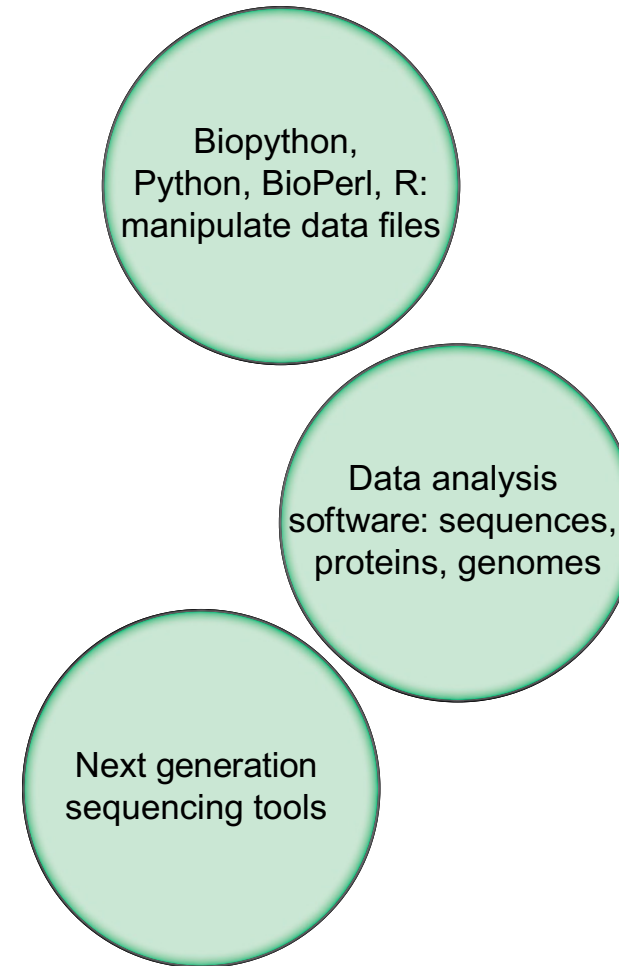 Biopython,
Python, BioPerl, R:
manipulate data files
Data analysis
software: sequences,
proteins, genomes
Next generation
sequencing tools